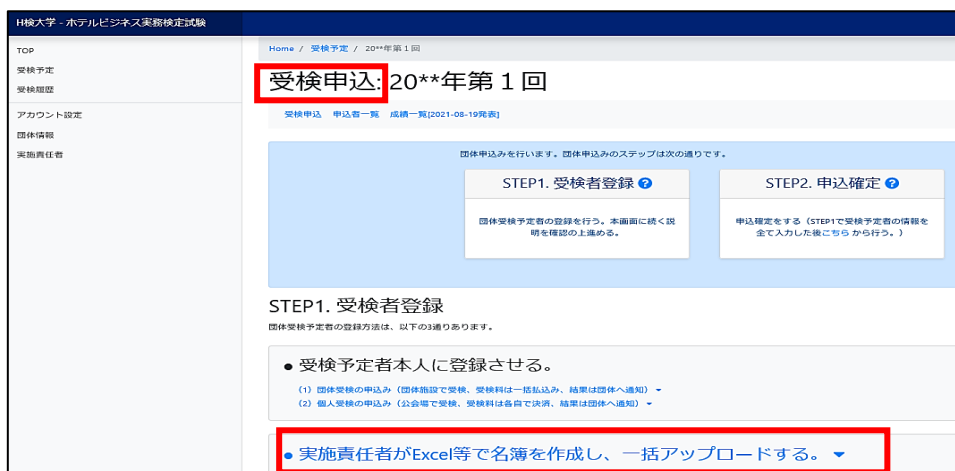 H検大学 - ホテルビジネス実務検定試験
TOP
受検予定
受検履歴
アカウント設定
団体情報
実施責任者
Home / 受検予定 / 20**年第１回
受検申込: 20**年第１回
受検申込 申込者一覧 成績一覧[2021-08-19発表]
団体申込みを行います。団体申込みのステップは次の通りです。
STEP1. 受検者登録 ?
団体受検予定者の登録を行う。本画面に続く説
明を確認の上進める。
STEP2. 申込確定 ?
申込確定をする（STEP1で受検予定者の情報を
全て入力した後こちら から行う。）
STEP1. 受検者登録
団体受検予定者の登録方法は、以下の3通りあります。
● 受検予定者本人に登録させる。
（1）団体受検の申込み（団体施設で受検、受検料は一括払込み、結果は団体へ通知）
（2）個人受検の申込み（公会場で受検、受検料は各自で決済、結果は団体へ通知）
● 実施責任者がExcel等で名簿を作成し、一括アップロードする。